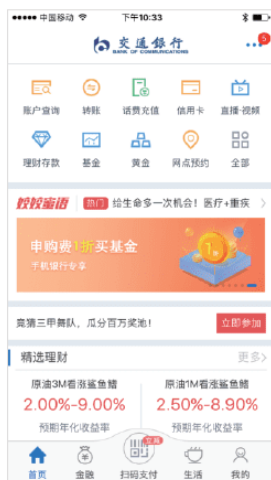 中国移动 下午10:33
交通銀行 5
BANK OF COMMUNICATIONS
账户查询 转账 话费充值 信用卡 直播·视频
理财存款 基金 黄金 网点预约 全部
姣姣蜜语 热门 给生命多一次机会！医疗+重疾
申购费1折买基金
手机银行专享
竞猜三甲舞队，瓜分百万奖池！ 立即参加
精选理财 更多
原油3M看涨鲨鱼鳍 原油1M看涨鲨鱼鳍
2.00%-9.00% 2.50%-8.90%
预期年化收益率 预期年化收益率
首页 金融 扫码支付 生活 我的